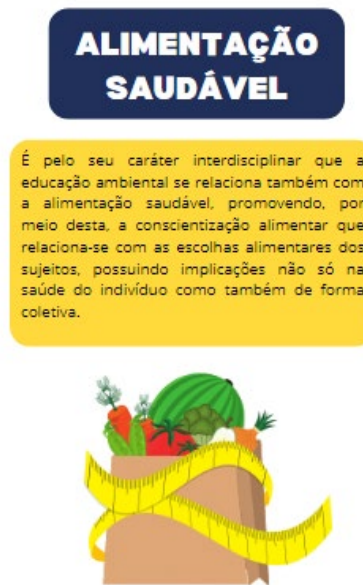 ALIMENTAÇÃO
SAUDÁVEL
É pelo seu caráter interdisciplinar que a
educação ambiental se relaciona também com
a alimentação saudável, promovendo, por
meio desta, a conscientização alimentar que
relaciona-se com as escolhas alimentares dos
sujeitos, possuindo implicações não só na
saúde do indivíduo como também de forma
coletiva.